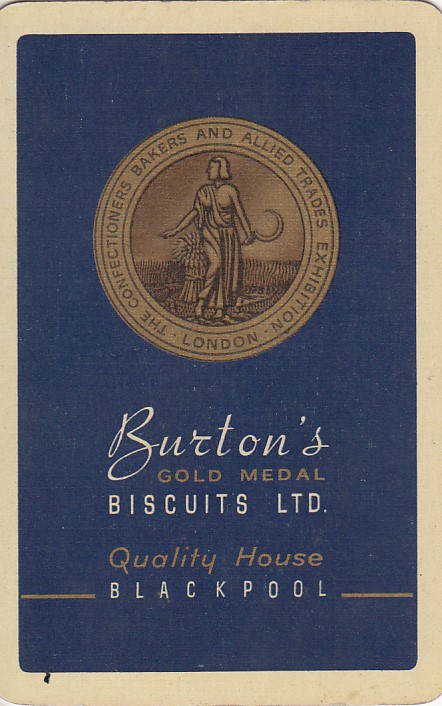 THE CONFECTIONERS BAKERS AND ALLIED TRADES EXHIBITION · LONDON ·
Burton's
GOLD MEDAL
BISCUITS LTD.
Quality House
BLACKPOOL